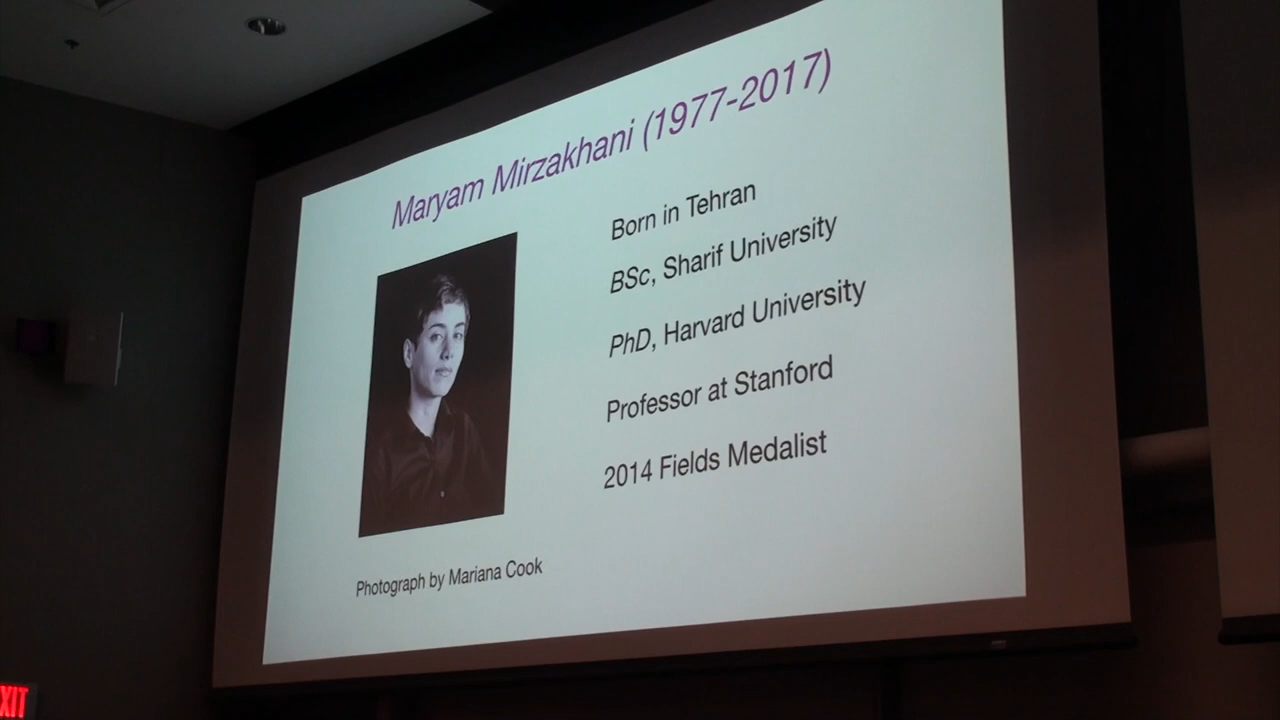 Maryam Mirzakhani (1977-2017)
Born in Tehran
BSc, Sharif University
PhD, Harvard University
Professor at Stanford
2014 Fields Medalist
Photograph by Mariana Cook
XIT